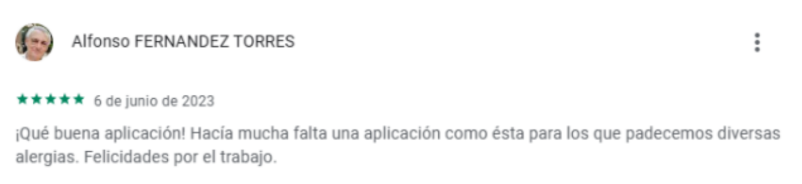 Alfonso FERNANDEZ TORRES
6 de junio de 2023
¡Qué buena aplicación! Hacía mucha falta una aplicación como ésta para los que padecemos diversas
alergias. Felicidades por el trabajo.